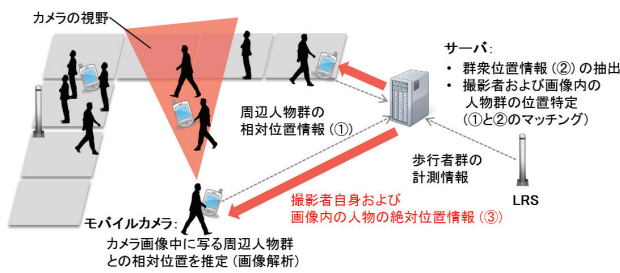 カメラの視野
サーバ:
• 群衆位置情報(②)の抽出
• 撮影者および画像内の
人物群の位置特定
(①と②のマッチング)
周辺人物群の
相対位置情報(①)
歩行者群の
計測情報
LRS
撮影者自身および
画像内の人物の絶対位置情報(③)
モバイルカメラ:
カメラ画像中に写る周辺人物群
との相対位置を推定(画像解析)